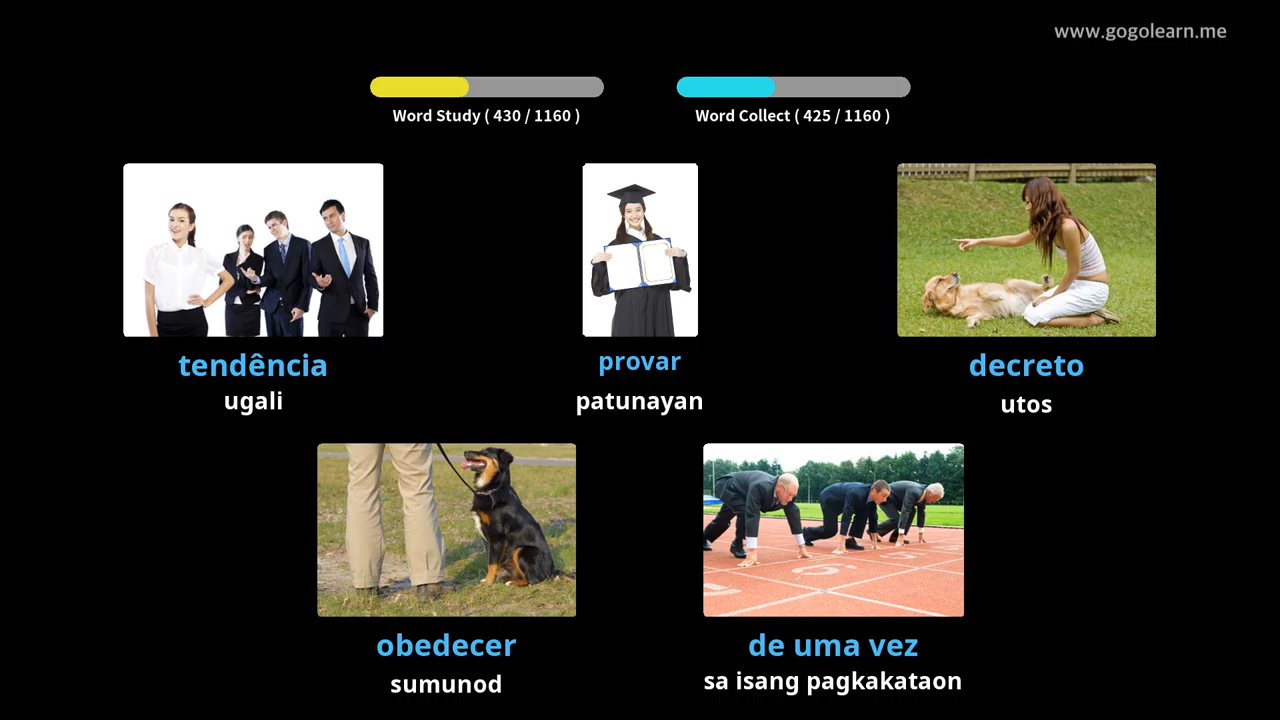 www.gogolearn.me
Word Study ( 430 / 1160 )
Word Collect ( 425 / 1160 )
tendência
ugali
provar
patunayan
decreto
utos
obedecer
sumunod
de uma vez
sa isang pagkakataon